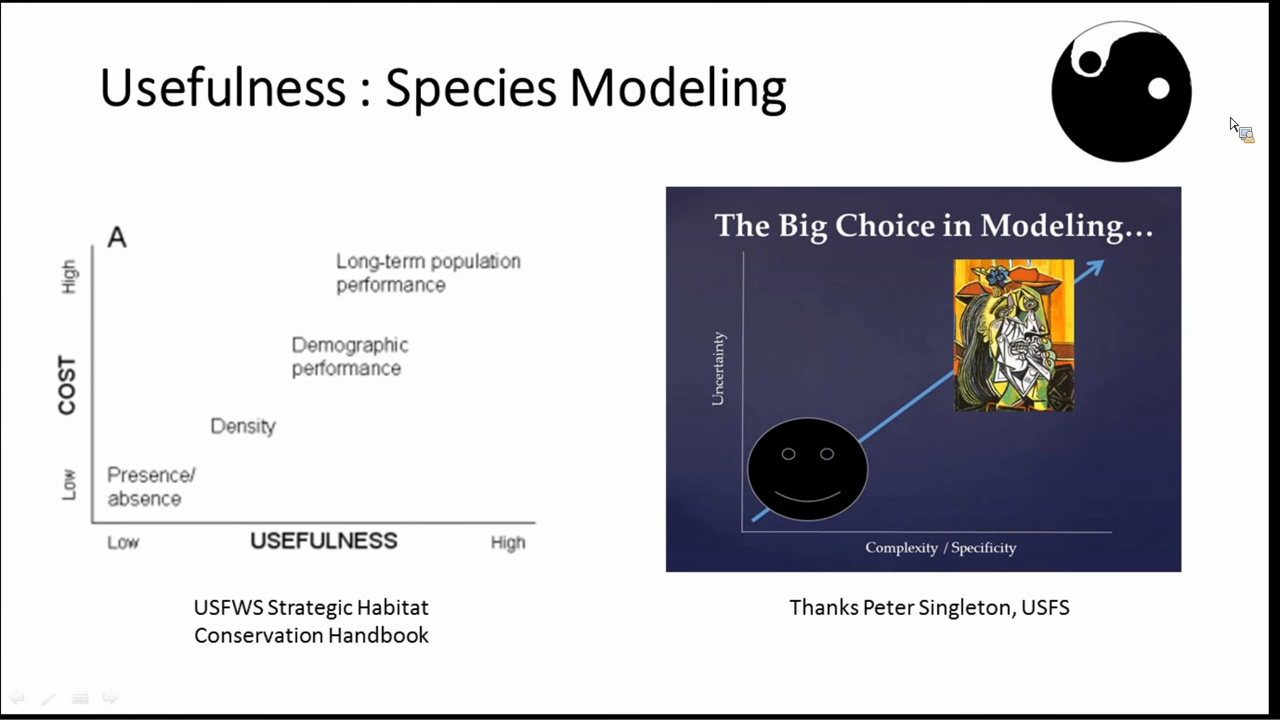 Usefulness : Species Modeling
A
High
Long-term population
performance
Demographic
performance
COST
Density
Low
Presence/
absence
Low
USEFULNESS
High
USFWS Strategic Habitat
Conservation Handbook
The Big Choice in Modeling…
Uncertainty
Complexity / Specificity
Thanks Peter Singleton, USFS